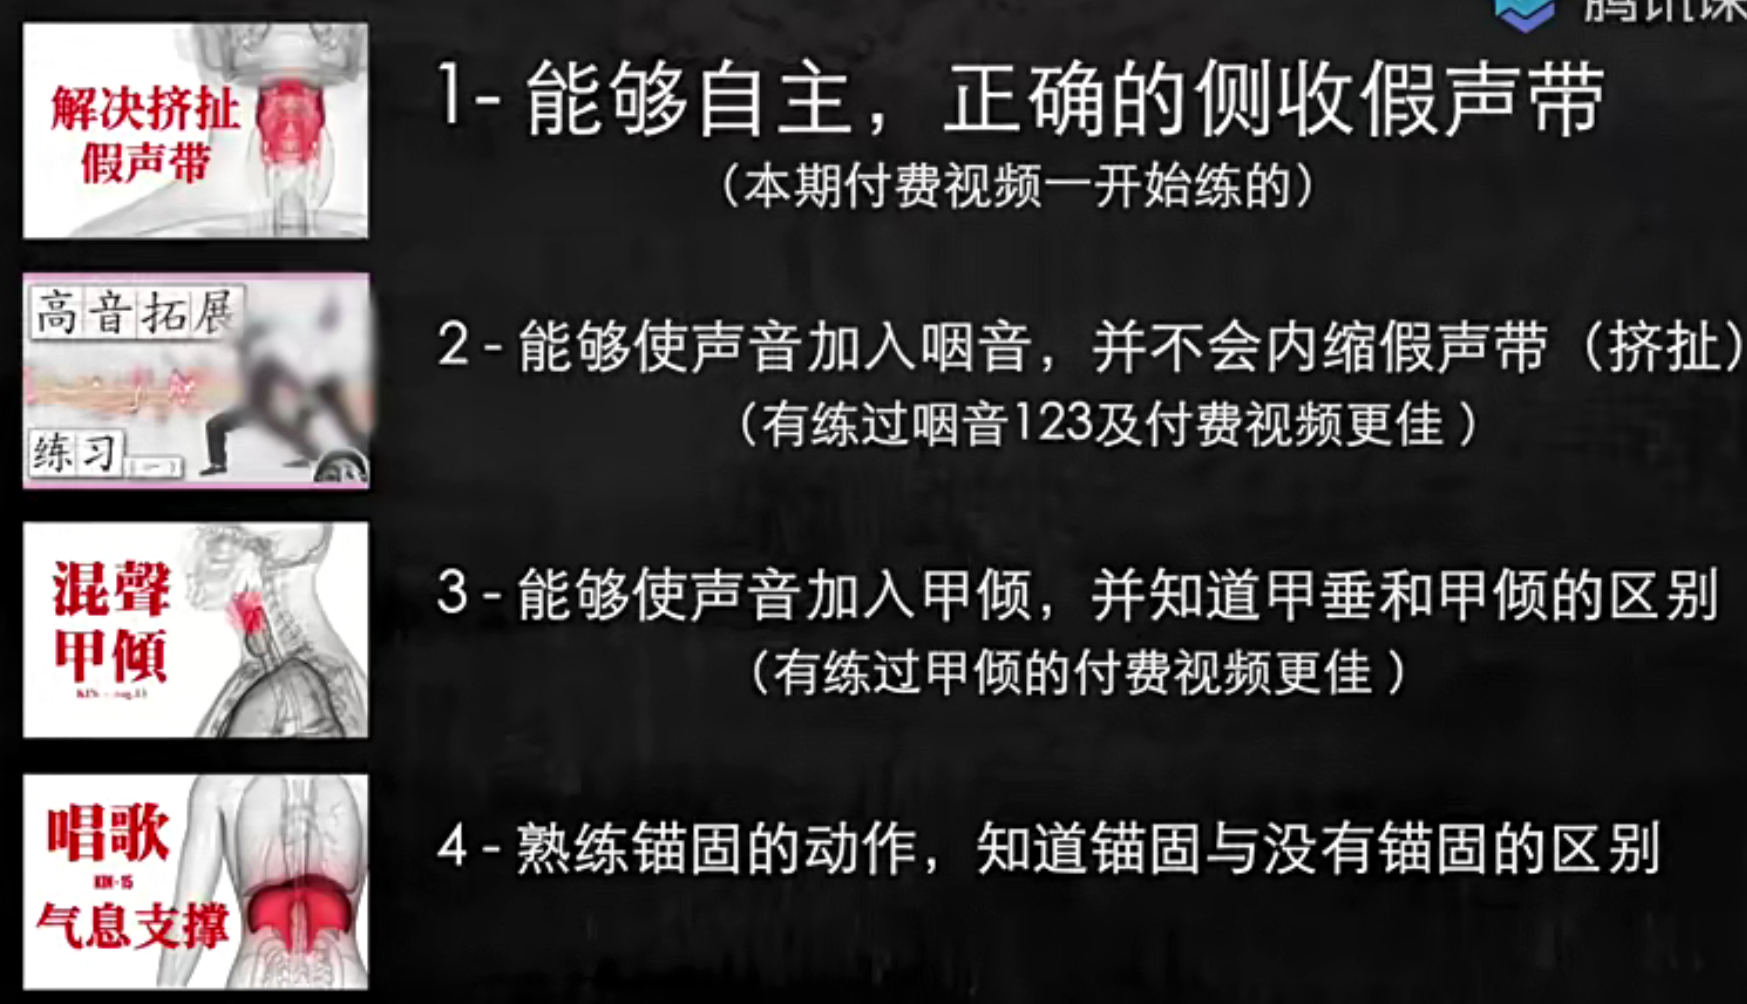 腾讯课
解决挤扯
假声带
1- 能够自主，正确的侧收假声带
（本期付费视频一开始练的）
高音拓展
练习（一）
2 - 能够使声音加入咽音，并不会内缩假声带（挤扯）
（有练过咽音123及付费视频更佳 ）
混聲
甲傾
3 - 能够使声音加入甲倾，并知道甲垂和甲倾的区别
（有练过甲倾的付费视频更佳 ）
唱歌
KIN-15
气息支撑
4 - 熟练锚固的动作，知道锚固与没有锚固的区别